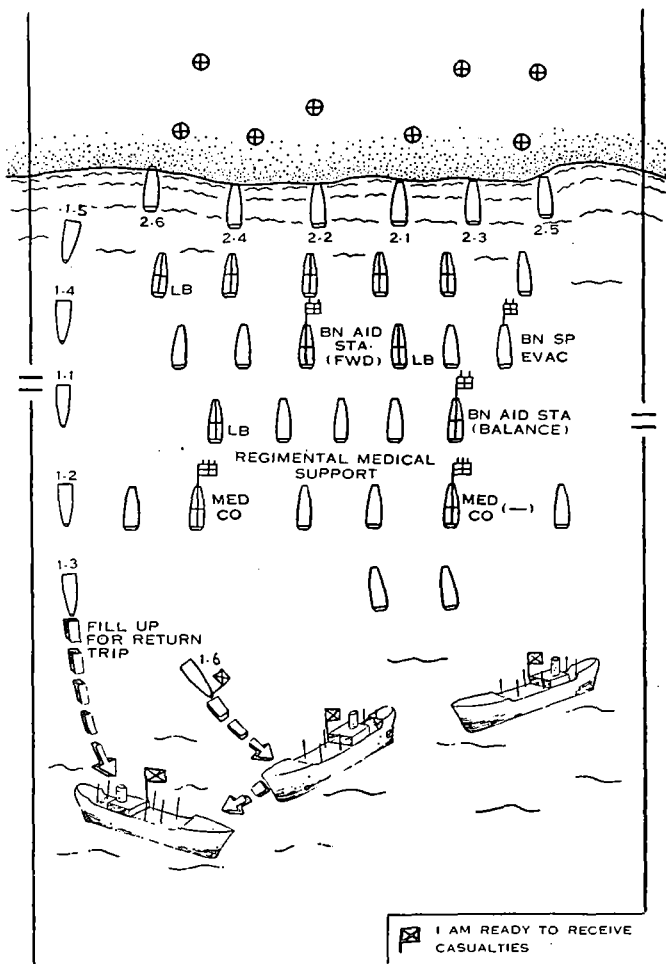 1-5
2-6
2-4
2-2
2-1
2-3
2-5
LB
1-4
BN AID
STA.
(FWD)
LB
BN SP
EVAC
1-1
LB
BN AID STA
(BALANCE)
REGIMENTAL MEDICAL
SUPPORT
1-2
MED
CO
MED
CO (—)
1-3
FILL UP
FOR RETURN
TRIP
1-6
I AM READY TO RECEIVE
CASUALTIES